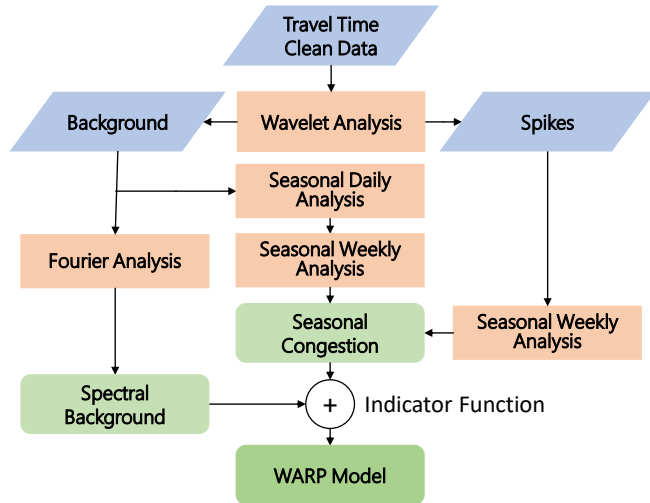 Travel Time
Clean Data
Background
Wavelet Analysis
Spikes
Seasonal Daily
Analysis
Fourier Analysis
Seasonal Weekly
Analysis
Seasonal
Congestion
Seasonal Weekly
Analysis
Spectral
Background
+
Indicator Function
WARP Model